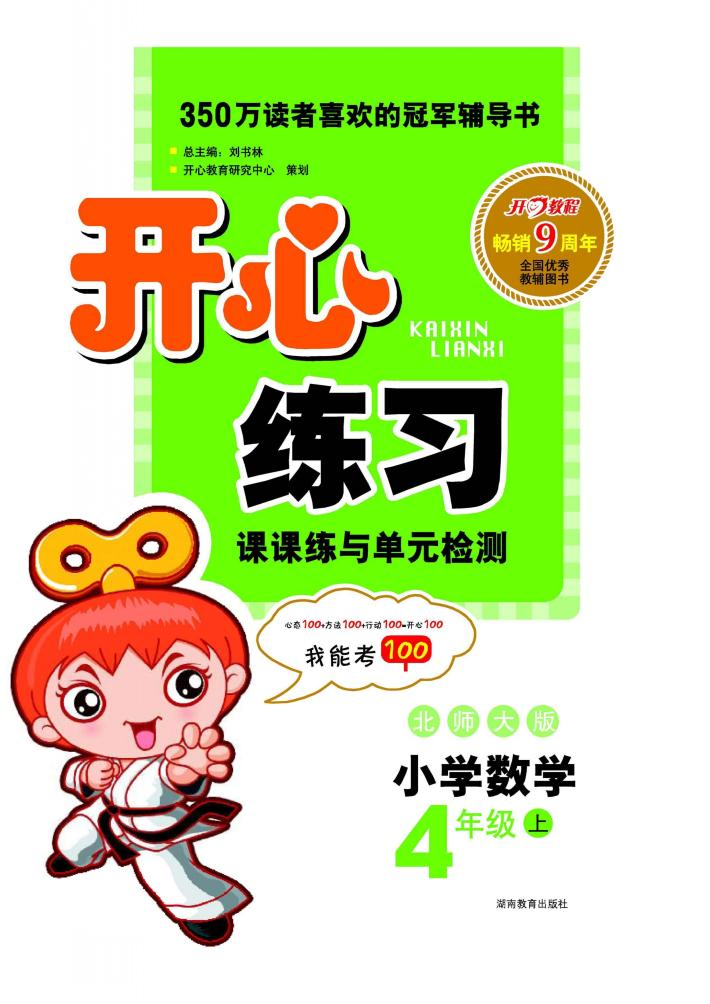 350万读者喜欢的冠军辅导书
总主编：刘书林
开心教育研究中心 策划
开心教程
畅销9周年
全国优秀
教辅图书
开心
KAIXIN
LIANXI
练习
课课练与单元检测
心态100+方法100+行动100=开心100
我能考100
北师大版
小学数学
4年级上
湖南教育出版社